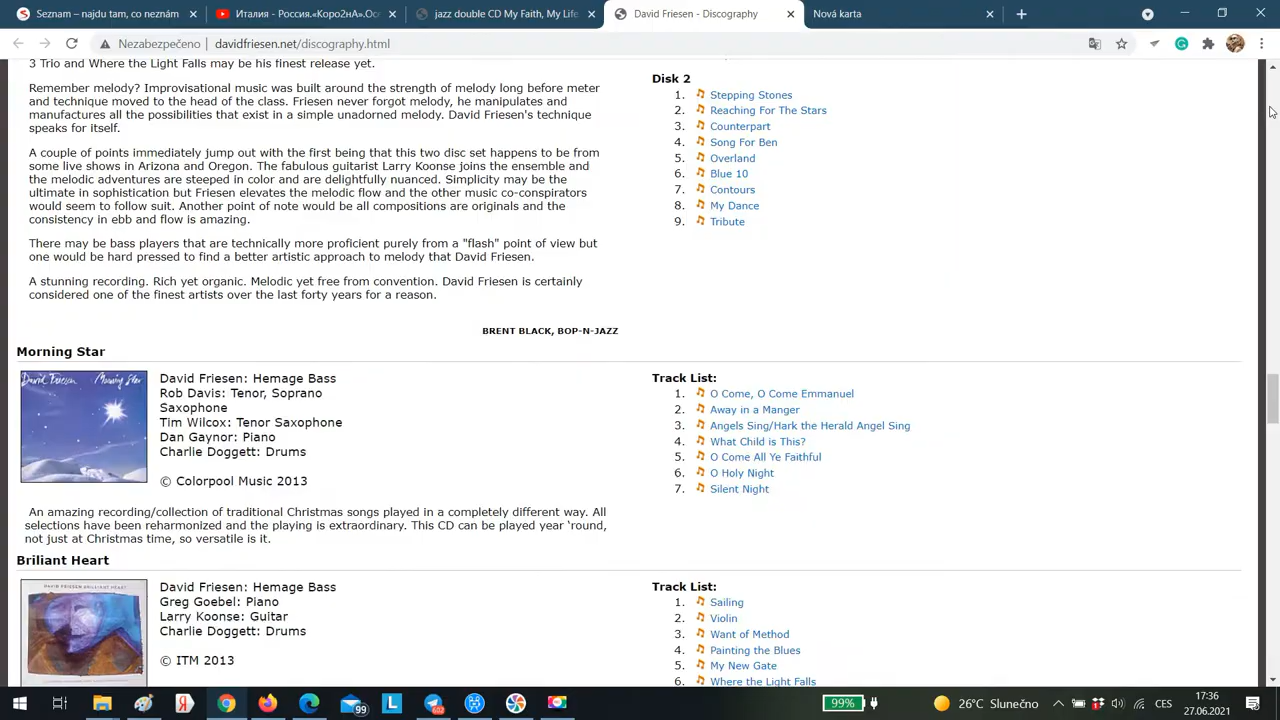 Seznam – najdu tam, co neznám
Италия - Россия.«Коро2нА».Ос
jazz double CD My Faith, My Life
David Friesen - Discography
Nová karta
Nezabezpečeno
davidfriesen.net/discography.html
3 Trio and Where the Light Falls may be his finest release yet.
Remember melody? Improvisational music was built around the strength of melody long before meter
and technique moved to the head of the class. Friesen never forgot melody, he manipulates and
manufactures all the possibilities that exist in a simple unadorned melody. David Friesen's technique
speaks for itself.
A couple of points immediately jump out with the first being that this two disc set happens to be from
some live shows in Arizona and Oregon. The fabulous guitarist Larry Koonse joins the ensemble and
the melodic adventures are steeped in color and are delightfully nuanced. Simplicity may be the
ultimate in sophistication but Friesen elevates the melodic flow and the other music co-conspirators
would seem to follow suit. Another point of note would be all compositions are originals and the
consistency in ebb and flow is amazing.
There may be bass players that are technically more proficient purely from a "flash" point of view but
one would be hard pressed to find a better artistic approach to melody that David Friesen.
A stunning recording. Rich yet organic. Melodic yet free from convention. David Friesen is certainly
considered one of the finest artists over the last forty years for a reason.
BRENT BLACK, BOP-N-JAZZ
Disk 2
1. Stepping Stones
2. Reaching For The Stars
3. Counterpart
4. Song For Ben
5. Overland
6. Blue 10
7. Contours
8. My Dance
9. Tribute
Morning Star
David Friesen Morning Star
David Friesen: Hemage Bass
Rob Davis: Tenor, Soprano
Saxophone
Tim Wilcox: Tenor Saxophone
Dan Gaynor: Piano
Charlie Doggett: Drums
© Colorpool Music 2013
An amazing recording/collection of traditional Christmas songs played in a completely different way. All
selections have been reharmonized and the playing is extraordinary. This CD can be played year ‘round,
not just at Christmas time, so versatile is it.
Track List:
1. O Come, O Come Emmanuel
2. Away in a Manger
3. Angels Sing/Hark the Herald Angel Sing
4. What Child is This?
5. O Come All Ye Faithful
6. O Holy Night
7. Silent Night
Briliant Heart
DAVID FRIESEN BRILLIANT HEART
David Friesen: Hemage Bass
Greg Goebel: Piano
Larry Koonse: Guitar
Charlie Doggett: Drums
© ITM 2013
Track List:
1. Sailing
2. Violin
3. Want of Method
4. Painting the Blues
5. My New Gate
6. Where the Light Falls
99%
26°C Slunečno
CES
17:36
27.06.2021